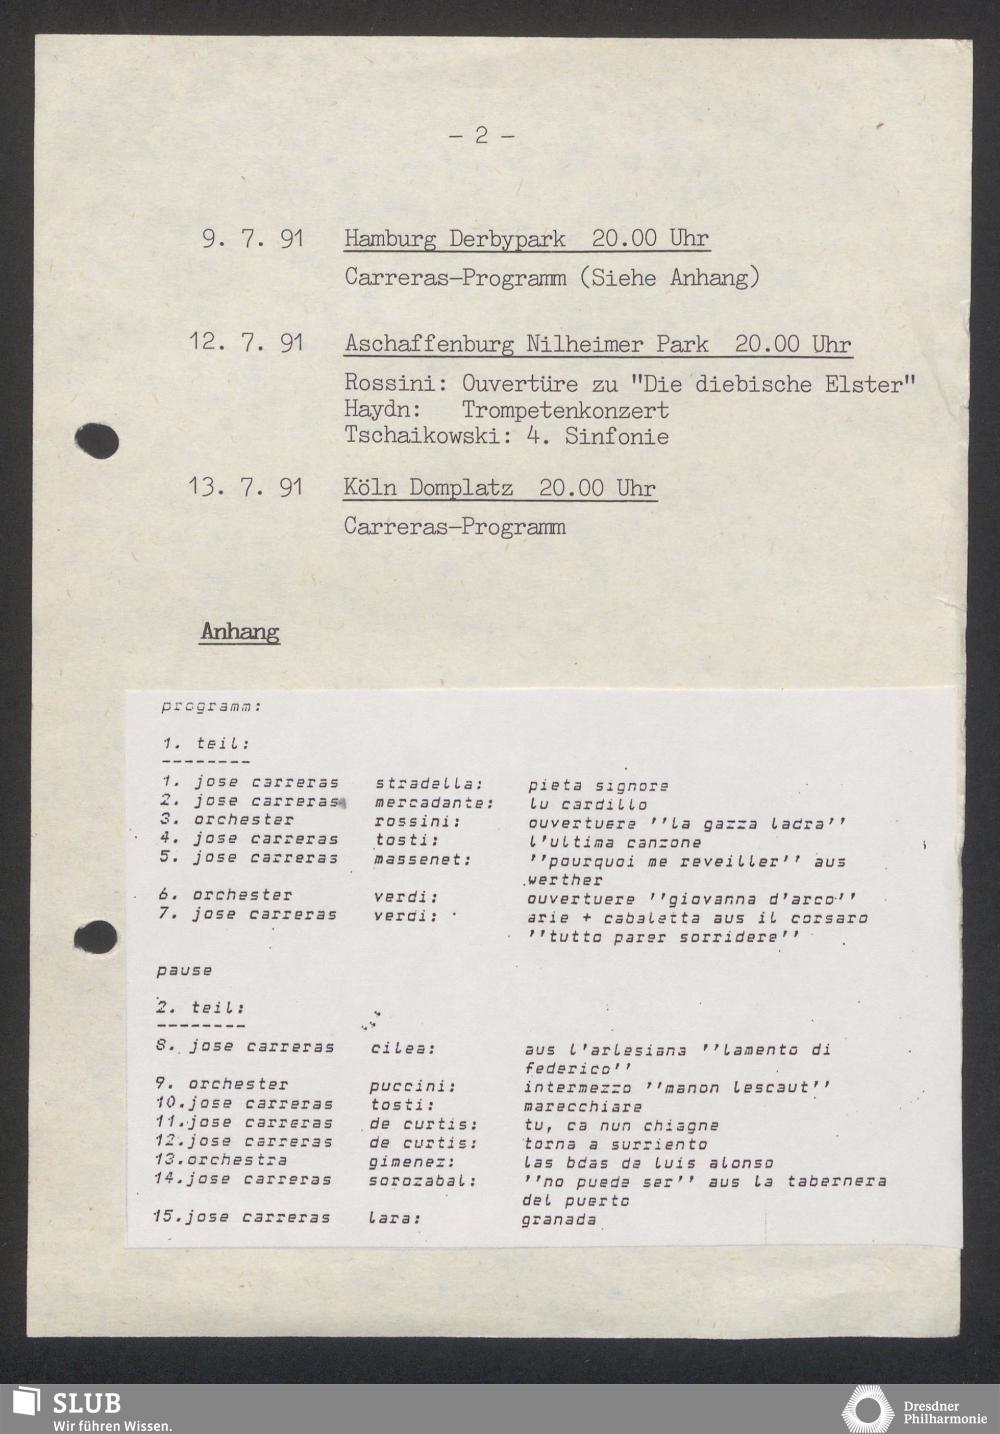 - 2 -
9. 7. 91 Hamburg Derbypark 20.00 Uhr
Carreras-Programm (Siehe Anhang)
12. 7. 91 Aschaffenburg Nilheimer Park 20.00 Uhr
Rossini: Ouvertüre zu "Die diebische Elster"
Haydn: Trompetenkonzert
Tschaikowski: 4. Sinfonie
13. 7. 91 Köln Domplatz 20.00 Uhr
Carreras-Programm
Anhang
programm:
1. teil:
--------
1. jose carreras stradella: pieta signore
2. jose carreras mercadante: lu cardillo
3. orchester rossini: ouvertuere ''la gazza ladra''
4. jose carreras tosti: l'ultima canzone
5. jose carreras massenet: ''pourquoi me reveiller'' aus
werther
6. orchester verdi: ouvertuere ''giovanna d'arco''
7. jose carreras verdi: arie + cabaletta aus il corsaro
''tutto parer sorridere''
pause
2. teil:
--------
8. jose carreras cilea: aus l'arlesiana ''lamento di
federico''
9. orchester puccini: intermezzo ''manon lescaut''
10.jose carreras tosti: marecchiare
11.jose carreras de curtis: tu, ca nun chiagne
12.jose carreras de curtis: torna a surriento
13.orchestra gimenez: las bdas de luis alonso
14.jose carreras sorozabal: ''no puede ser'' aus la tabernera
del puerto
15.jose carreras lara: granada
SLUB
Wir führen Wissen.
Dresdner
Philharmonie